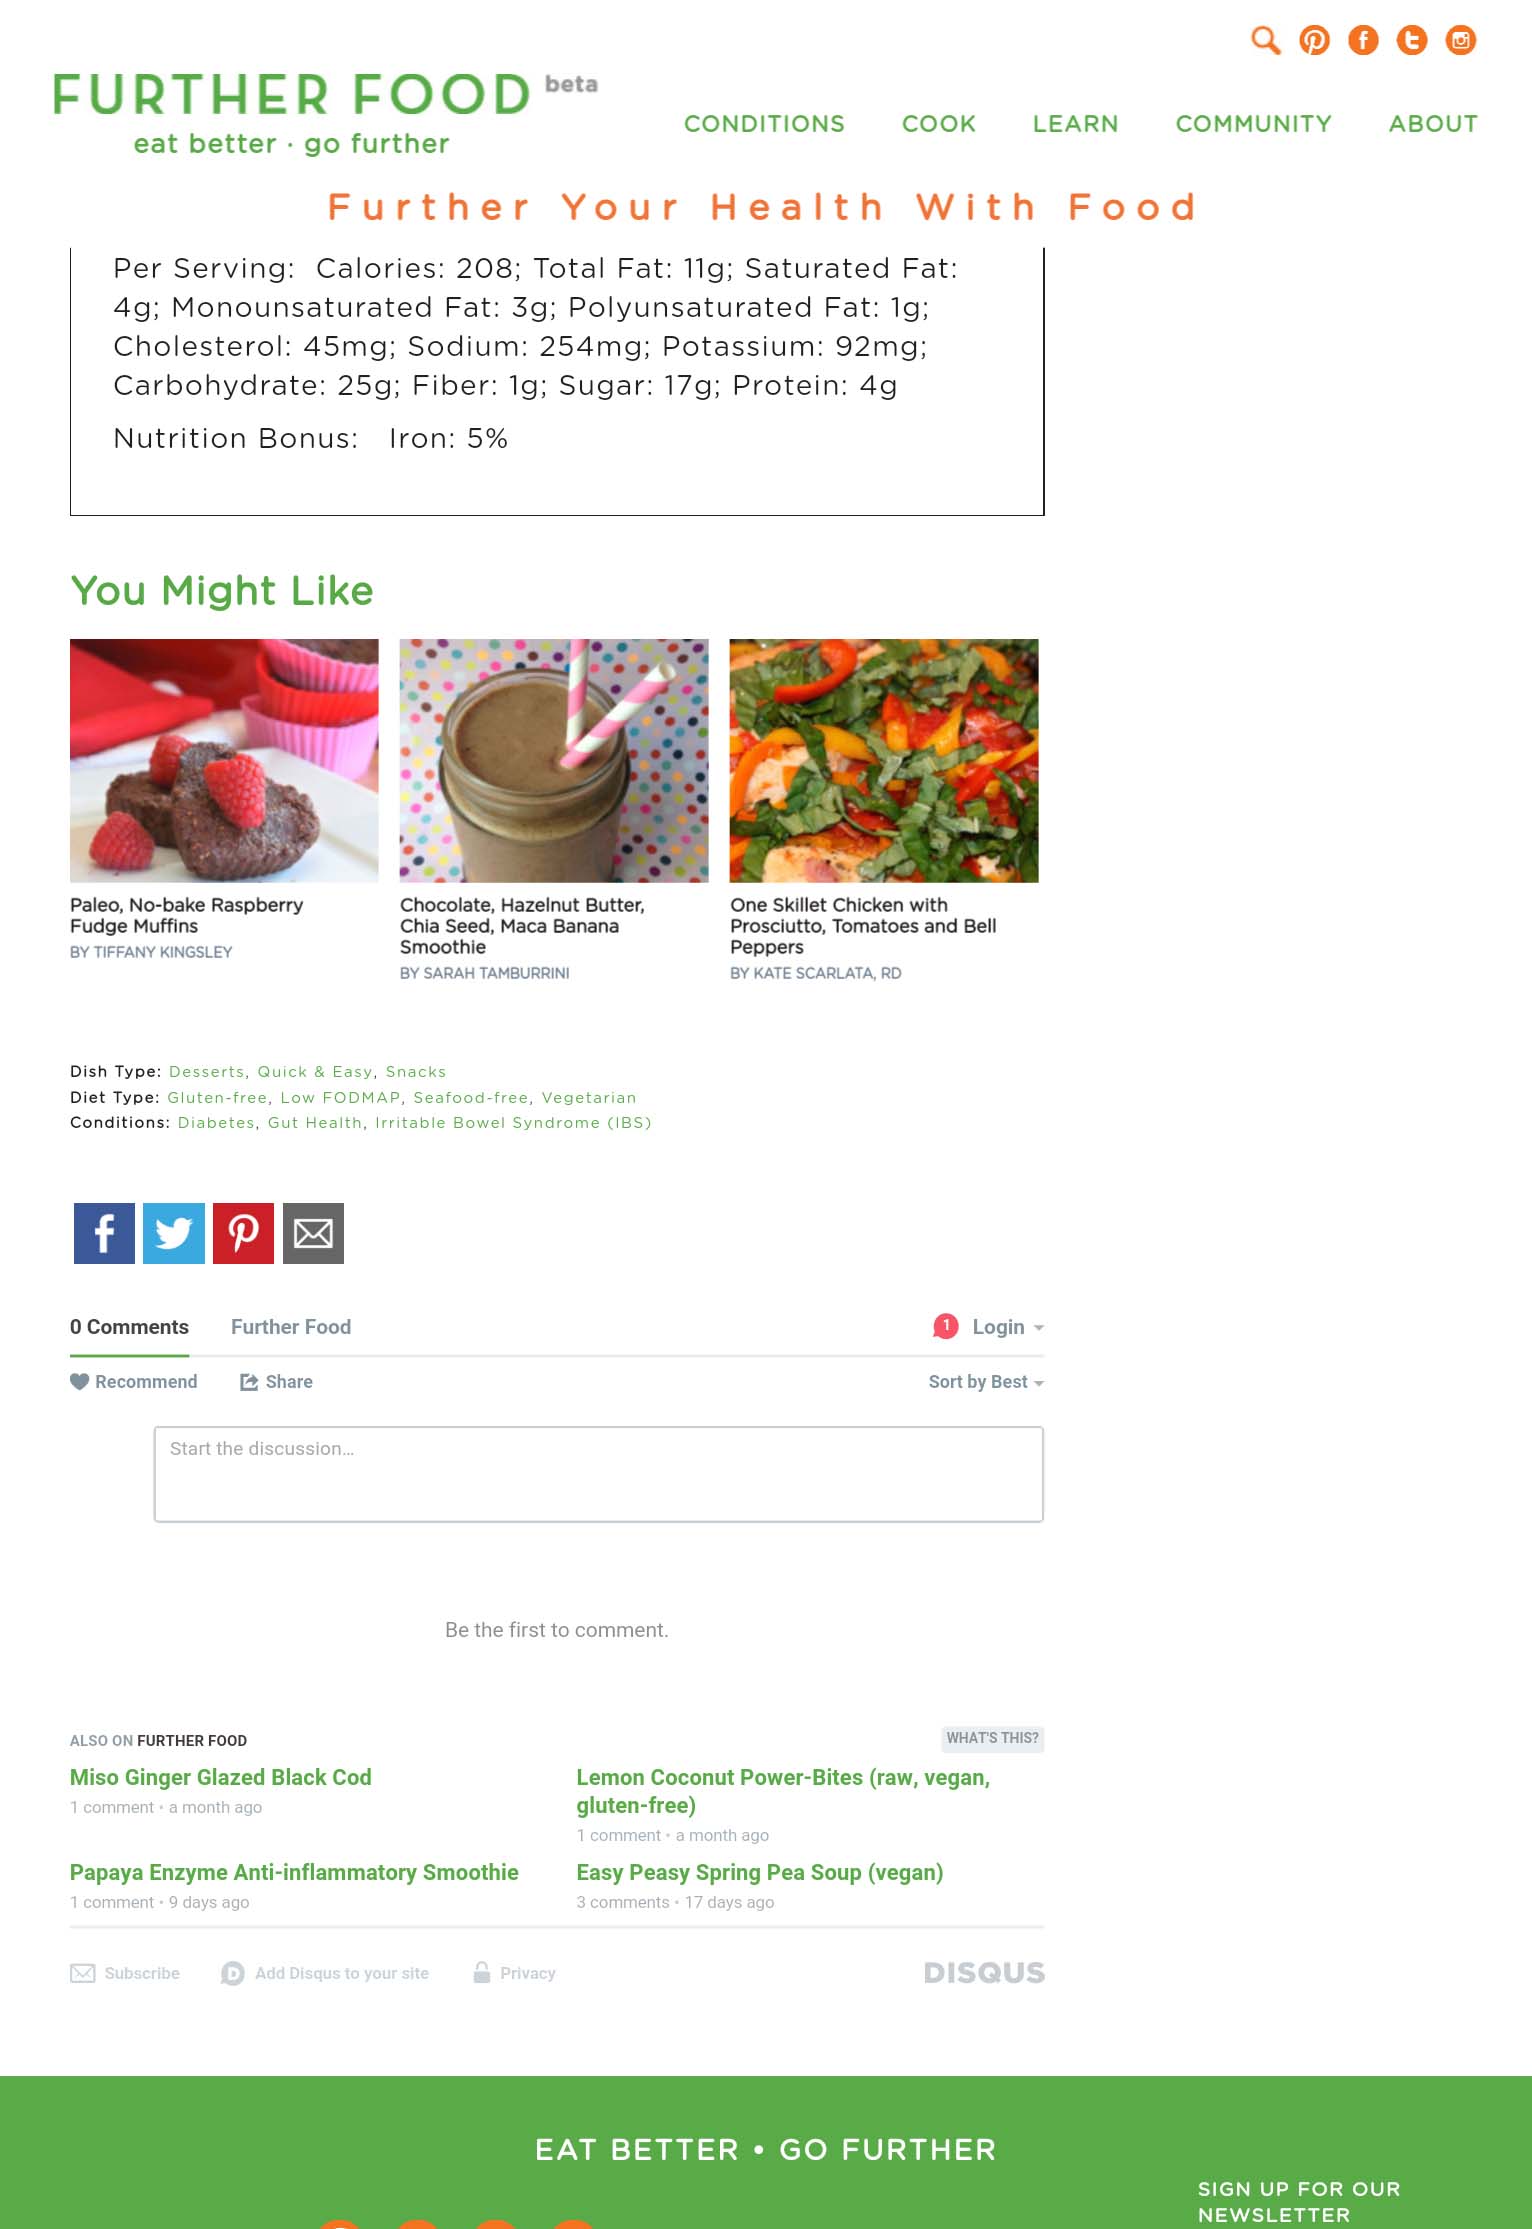 FURTHER FOOD beta
eat better · go further
CONDITIONS COOK LEARN COMMUNITY ABOUT
Further Your Health With Food
Per Serving: Calories: 208; Total Fat: 11g; Saturated Fat:
4g; Monounsaturated Fat: 3g; Polyunsaturated Fat: 1g;
Cholesterol: 45mg; Sodium: 254mg; Potassium: 92mg;
Carbohydrate: 25g; Fiber: 1g; Sugar: 17g; Protein: 4g
Nutrition Bonus: Iron: 5%
You Might Like
Paleo, No-bake Raspberry
Fudge Muffins
BY TIFFANY KINGSLEY
Chocolate, Hazelnut Butter,
Chia Seed, Maca Banana
Smoothie
BY SARAH TAMBURRINI
One Skillet Chicken with
Prosciutto, Tomatoes and Bell
Peppers
BY KATE SCARLATA, RD
Dish Type: Desserts, Quick & Easy, Snacks
Diet Type: Gluten-free, Low FODMAP, Seafood-free, Vegetarian
Conditions: Diabetes, Gut Health, Irritable Bowel Syndrome (IBS)
0 Comments Further Food 1 Login
Recommend Share Sort by Best
Start the discussion...
Be the first to comment.
ALSO ON FURTHER FOOD WHAT'S THIS?
Miso Ginger Glazed Black Cod
1 comment • a month ago
Lemon Coconut Power-Bites (raw, vegan,
gluten-free)
1 comment • a month ago
Papaya Enzyme Anti-inflammatory Smoothie
1 comment • 9 days ago
Easy Peasy Spring Pea Soup (vegan)
3 comments • 17 days ago
Subscribe Add Disqus to your site Privacy DISQUS
EAT BETTER • GO FURTHER
SIGN UP FOR OUR
NEWSLETTER